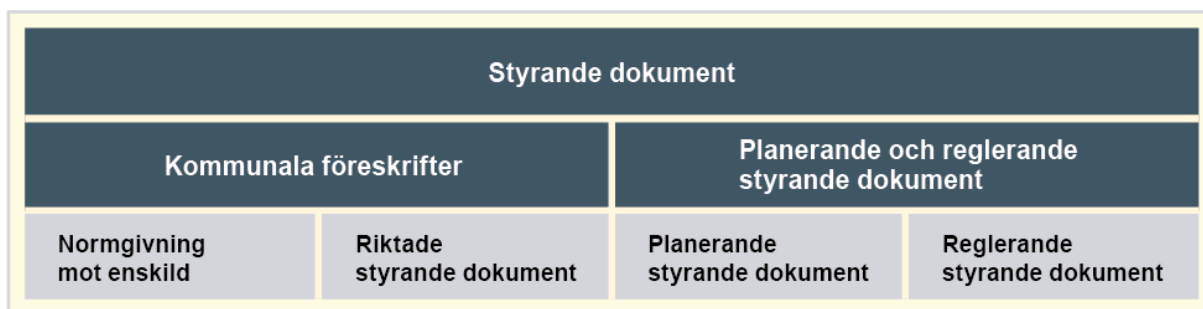 Styrande dokument
Kommunala föreskrifter
Planerande och reglerande
styrande dokument
Normgivning
mot enskild
Riktade
styrande dokument
Planerande
styrande dokument
Reglerande
styrande dokument